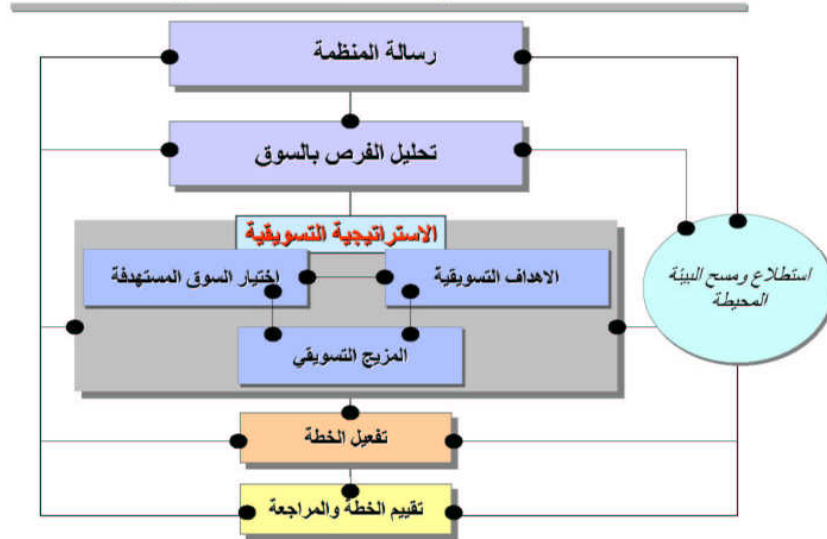 رسالة المنظمة
تحليل الفرص بالسوق
الاستراتيجية التسويقية
الاهداف التسويقية
إختيار السوق المستهدفة
المزيج التسويقي
استطلاع ومسح البيئة
المحيطة
تفعيل الخطة
تقييم الخطة والمراجعة